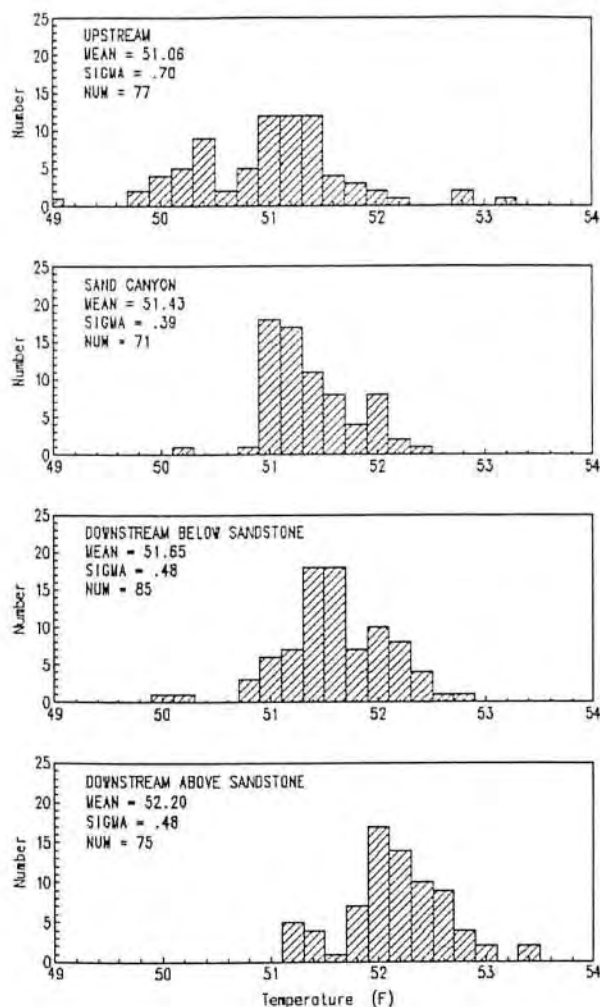 25
UPSTREAM
20
MEAN = 51.06
SIGMA = .70
15
NUM = 77
Number
10
5
0
49 50 51 52 53 54
25
SAND CANYON
20
MEAN = 51.43
SIGMA = .39
15
NUM = 71
Number
10
5
0
49 50 51 52 53 54
25
DOWNSTREAM BELOW SANDSTONE
20
MEAN = 51.65
SIGMA = .48
15
NUM = 85
Number
10
5
0
49 50 51 52 53 54
25
DOWNSTREAM ABOVE SANDSTONE
20
MEAN = 52.20
SIGMA = .48
15
NUM = 75
Number
10
5
0
49 50 51 52 53 54
Temperature (F)